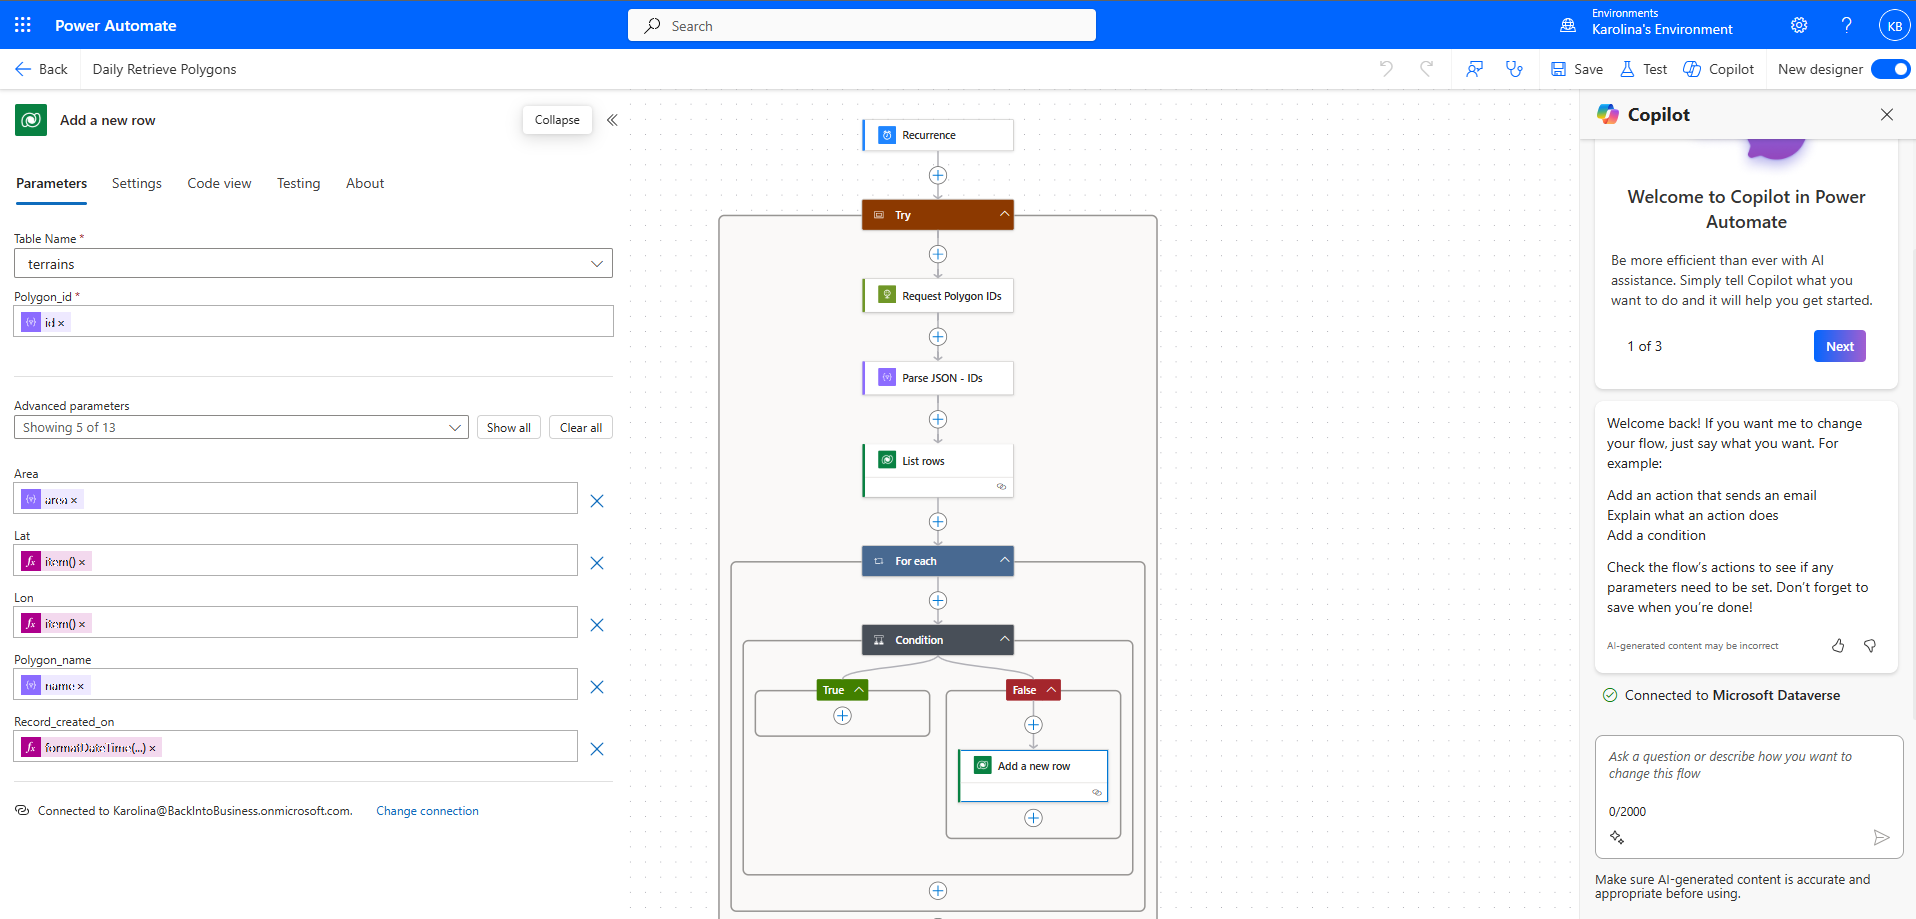 Power Automate
Search
Environments
Karolina's Environment
KB
Back
Daily Retrieve Polygons
Save
Test
Copilot
New designer
Add a new row
Collapse
Parameters
Settings
Code view
Testing
About
Table Name *
terrains
Polygon_id *
id ×
Advanced parameters
Showing 5 of 13
Show all
Clear all
Area
area ×
Lat
item() ×
Lon
item() ×
Polygon_name
name ×
Record_created_on
formatDateTime(...) ×
Connected to Karolina@BackIntoBusiness.onmicrosoft.com.
Change connection
Recurrence
Try
Request Polygon IDs
Parse JSON - IDs
List rows
For each
Condition
True
False
Add a new row
Copilot
Welcome to Copilot in Power
Automate
Be more efficient than ever with AI
assistance. Simply tell Copilot what you
want to do and it will help you get started.
1 of 3
Next
Welcome back! If you want me to change
your flow, just say what you want. For
example:
Add an action that sends an email
Explain what an action does
Add a condition
Check the flow's actions to see if any
parameters need to be set. Don't forget to
save when you're done!
AI-generated content may be incorrect
Connected to Microsoft Dataverse
Ask a question or describe how you want to
change this flow
0/2000
Make sure AI-generated content is accurate and
appropriate before using.